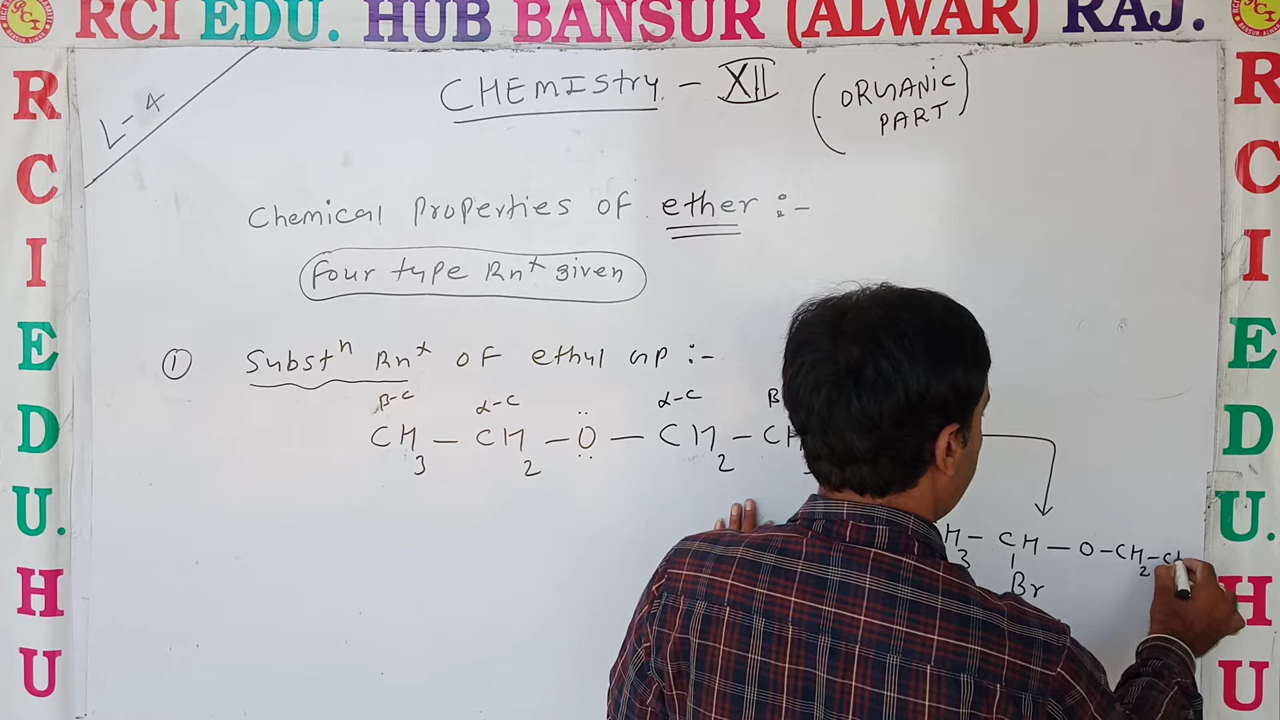 RCI EDU. HUB BANSUR (ALWAR) RAJ.
R
C
I
E
D
U.
H
U
R
C
I
E
D
U.
H
U
L-4
CHEMIStry - XII (ORGANIC PART)
Chemical Properties of ether :-
Four type Rnˣ given
① Substⁿ Rnˣ OF ethyl gp :-
β-C α-C α-C β
CH₃ - CH₂ - Ö - CH₂ - CH
H₃ - CH - O - CH₂ -
Br